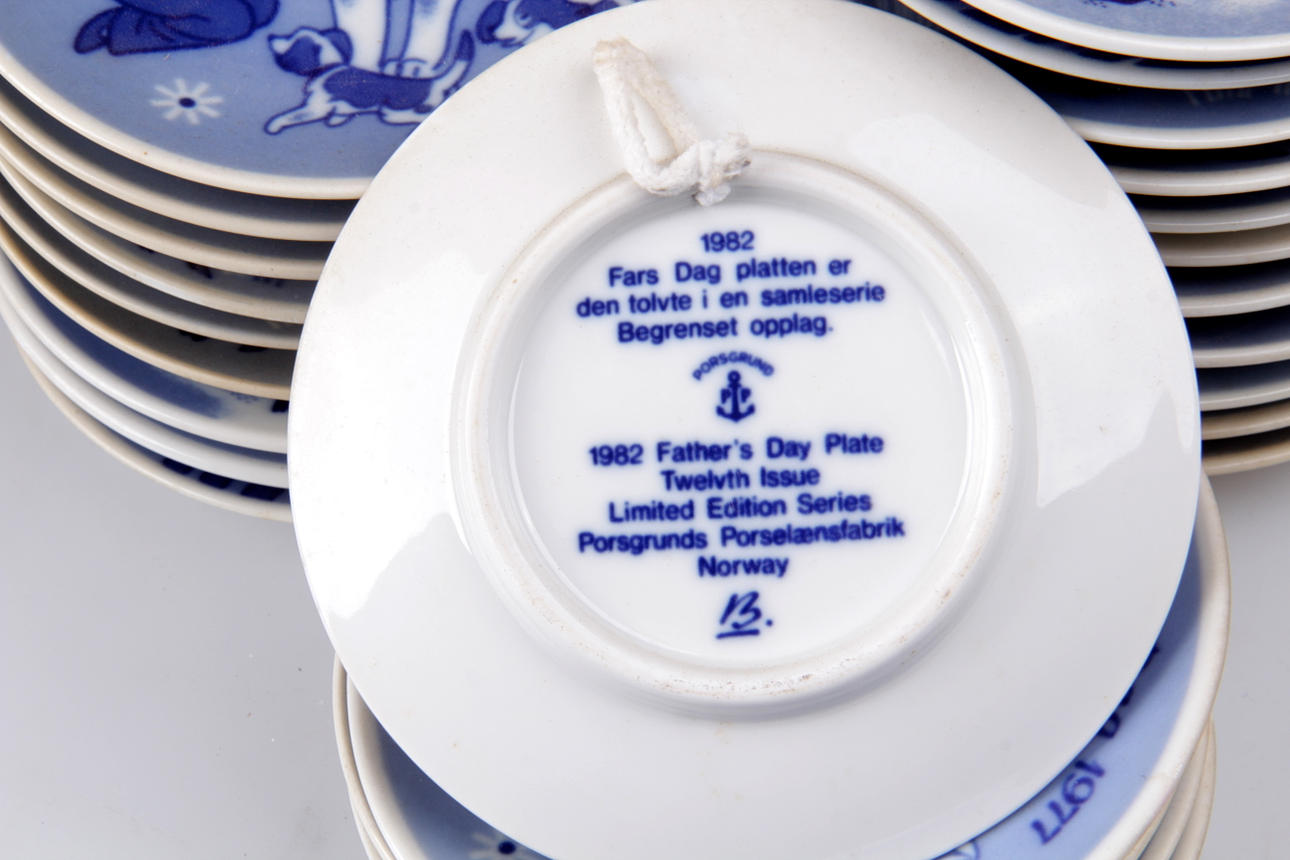 1982
Fars Dag platten er
den tolvte i en samleserie
Begrenset opplag.
PORSGRUND
P P
1982 Father's Day Plate
Twelvth Issue
Limited Edition Series
Porsgrunds Porselænsfabrik
Norway
B.
1977